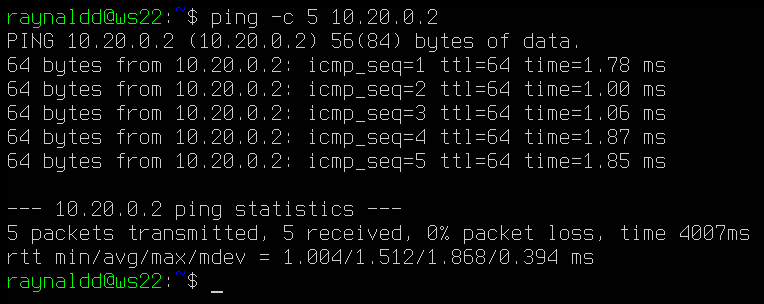 raynaldd@ws22:~$ ping -c 5 10.20.0.2
PING 10.20.0.2 (10.20.0.2) 56(84) bytes of data.
64 bytes from 10.20.0.2: icmp_seq=1 ttl=64 time=1.78 ms
64 bytes from 10.20.0.2: icmp_seq=2 ttl=64 time=1.00 ms
64 bytes from 10.20.0.2: icmp_seq=3 ttl=64 time=1.06 ms
64 bytes from 10.20.0.2: icmp_seq=4 ttl=64 time=1.87 ms
64 bytes from 10.20.0.2: icmp_seq=5 ttl=64 time=1.85 ms

--- 10.20.0.2 ping statistics ---
5 packets transmitted, 5 received, 0% packet loss, time 4007ms
rtt min/avg/max/mdev = 1.004/1.512/1.868/0.394 ms
raynaldd@ws22:~$ _